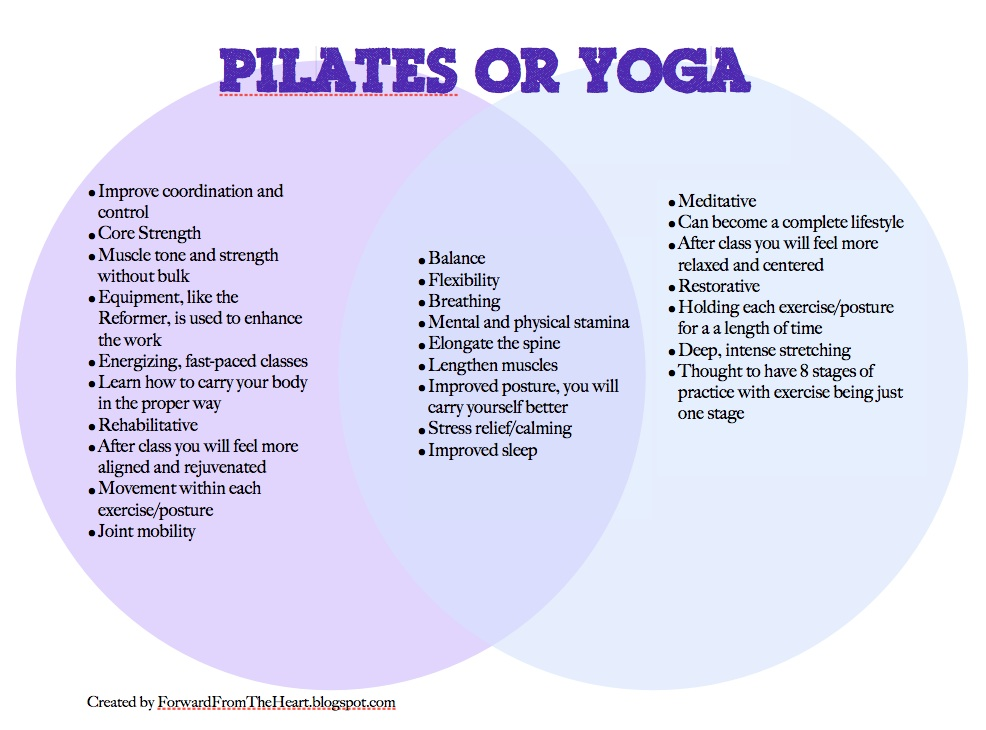 PILATES OR YOGA
• Improve coordination and
control
• Core Strength
• Muscle tone and strength
without bulk
• Equipment, like the
Reformer, is used to enhance
the work
• Energizing, fast-paced classes
• Learn how to carry your body
in the proper way
• Rehabilitative
• After class you will feel more
aligned and rejuvenated
• Movement within each
exercise/posture
• Joint mobility
• Balance
• Flexibility
• Breathing
• Mental and physical stamina
• Elongate the spine
• Lengthen muscles
• Improved posture, you will
carry yourself better
• Stress relief/calming
• Improved sleep
• Meditative
• Can become a complete lifestyle
• After class you will feel more
relaxed and centered
• Restorative
• Holding each exercise/posture
for a a length of time
• Deep, intense stretching
• Thought to have 8 stages of
practice with exercise being just
one stage
Created by ForwardFromTheHeart.blogspot.com